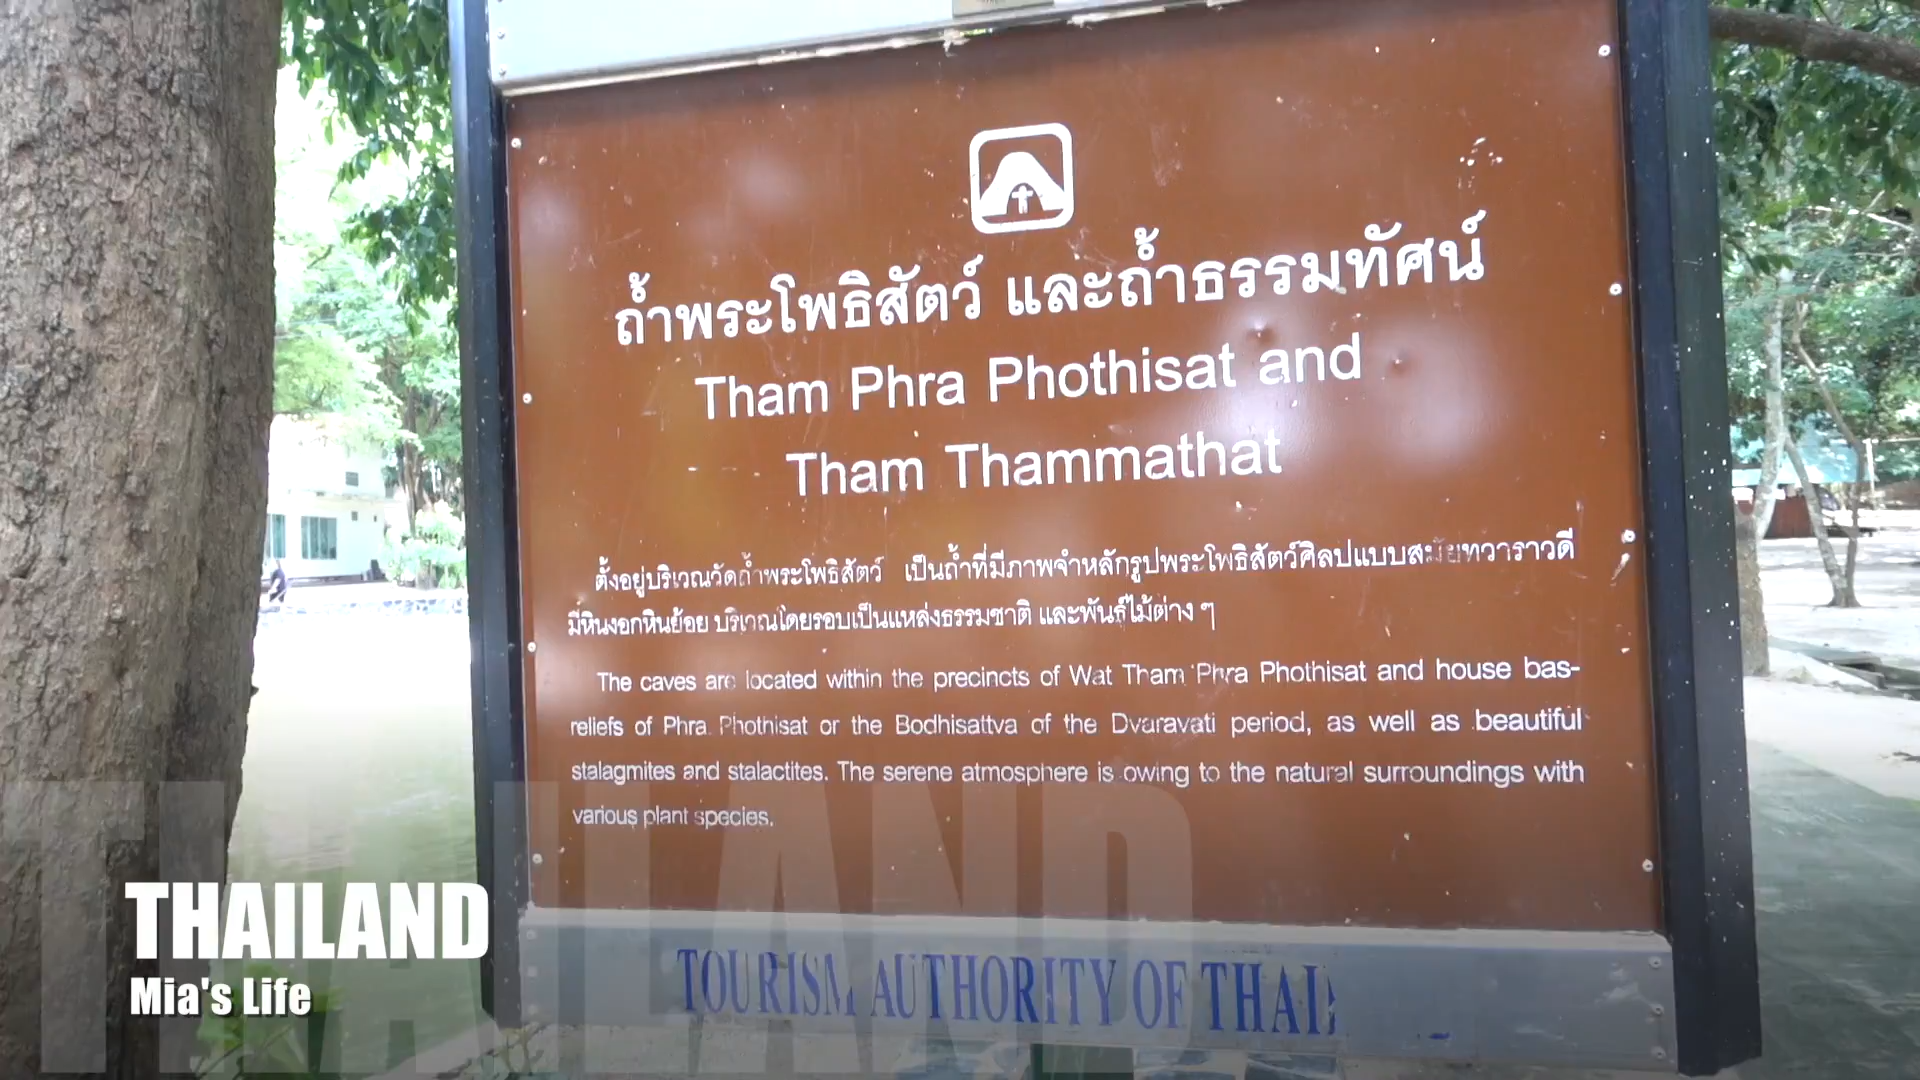 ถ้ำพระโพธิสัตว์ และถ้ำธรรมทัศน์
Tham Phra Phothisat and
Tham Thammathat
ตั้งอยู่บริเวณวัดถ้ำพระโพธิสัตว์ เป็นถ้ำที่มีภาพจำหลักรูปพระโพธิสัตว์ศิลปแบบสมัยทวาราวดี
มีหินงอกหินย้อย บริเวณโดยรอบเป็นแหล่งธรรมชาติ และพันธุ์ไม้ต่าง ๆ
The caves are located within the precincts of Wat Tham Phra Phothisat and house bas-
reliefs of Phra Phothisat or the Bodhisattva of the Dvaravati period, as well as beautiful
stalagmites and stalactites. The serene atmosphere is owing to the natural surroundings with
various plant species.
TOURISM AUTHORITY OF THAI
THAILAND
THAILAND
Mia's Life